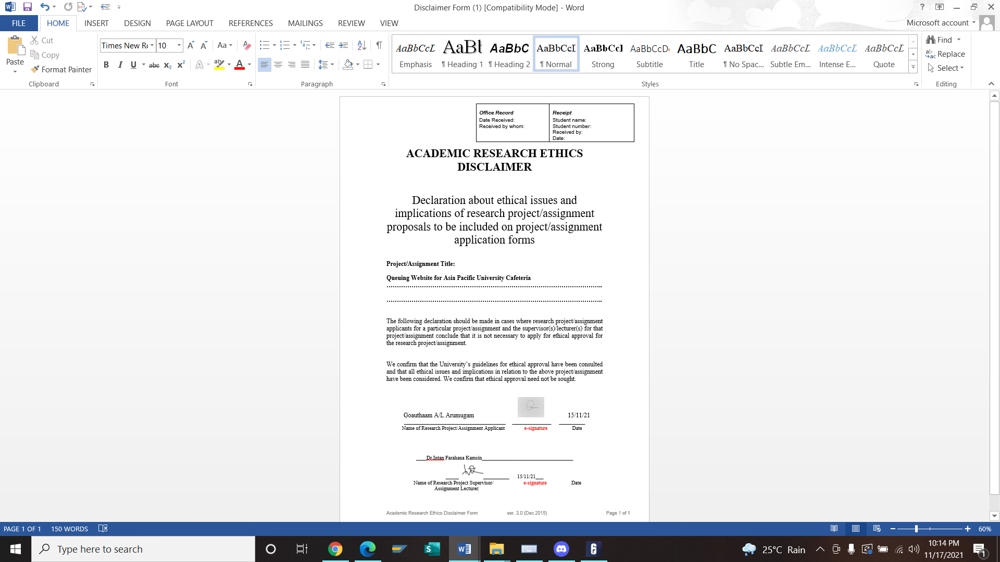 Disclaimer Form (1) [Compatibility Mode] - Word
FILE HOME INSERT DESIGN PAGE LAYOUT REFERENCES MAILINGS REVIEW VIEW
Microsoft account
Paste
Cut
Copy
Format Painter
Clipboard
Times New Rc 10
Aa
B I U abc x₂ x² A ab A
Font
Paragraph
AaBbCcL AaBl AaBbC AaBbCcI AaBbCcI AaBbCcD AaBbC AaBbCcI AaBbCcL AaBbCcL AaBbCcL
Emphasis ¶ Heading 1 ¶ Heading 2 ¶ Normal Strong Subtitle Title ¶ No Spac... Subtle Em... Intense E... Quote
Styles
Find
Replace
Select
Editing
Office Record
Date Received:
Received by whom:
Receipt
Student name:
Student number:
Received by:
Date:
ACADEMIC RESEARCH ETHICS
DISCLAIMER
Declaration about ethical issues and
implications of research project/assignment
proposals to be included on project/assignment
application forms
Project/Assignment Title:
Queuing Website for Asia Pacific University Cafeteria
The following declaration should be made in cases where research project/assignment
applicants for a particular project/assignment and the supervisor(s)/lecturer(s) for that
project/assignment conclude that it is not necessary to apply for ethical approval for
the research project/assignment.
We confirm that the University's guidelines for ethical approval have been consulted
and that all ethical issues and implications in relation to the above project/assignment
have been considered. We confirm that ethical approval need not be sought.
Goauthaam A/L Arumugam 15/11/21
Name of Research Project/Assignment Applicant e-signature Date
Dr.Intan Farahana Kamsin
15/11/21
Name of Research Project Supervisor/ e-signature Date
Assignment Lecturer
Academic Research Ethics Disclaimer Form ver. 3.0 (Dec 2015) Page 1 of 1
PAGE 1 OF 1 150 WORDS
60%
Type here to search
25°C Rain
10:14 PM
11/17/2021
1